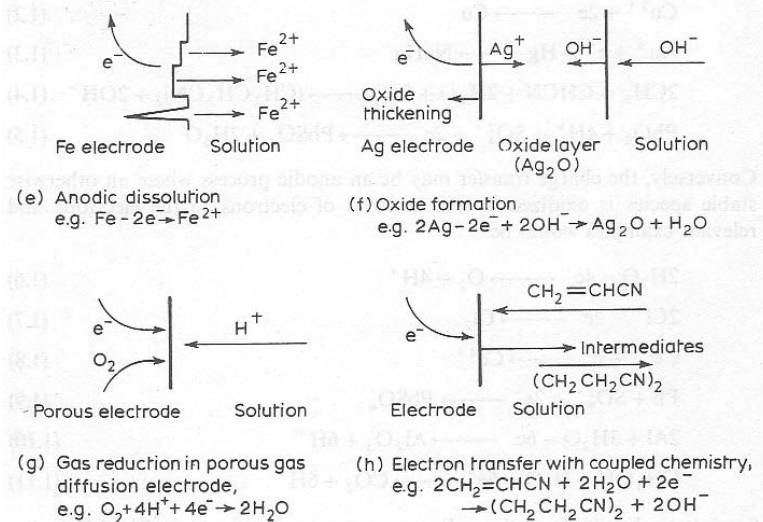 e⁻
Fe²⁺
Fe²⁺
Fe²⁺
Fe electrode Solution
(e) Anodic dissolution
e.g. Fe-2e→Fe²⁺
e⁻ Ag⁺ OH⁻ OH⁻
Oxide
thickening
Ag electrode Oxide layer Solution
(Ag₂O)
(f) Oxide formation
e.g. 2Ag-2e⁻+2OH⁻→Ag₂O + H₂O
e⁻ H⁺
O₂
Porous electrode Solution
(g) Gas reduction in porous gas
diffusion electrode,
e.g. O₂+4H⁺+4e⁻→2H₂O
CH₂=CHCN
e⁻
Intermediates
(CH₂CH₂CN)₂
Electrode Solution
(h) Electron transfer with coupled chemistry,
e.g. 2CH₂=CHCN + 2H₂O + 2e⁻
→(CH₂CH₂CN)₂ + 2OH⁻